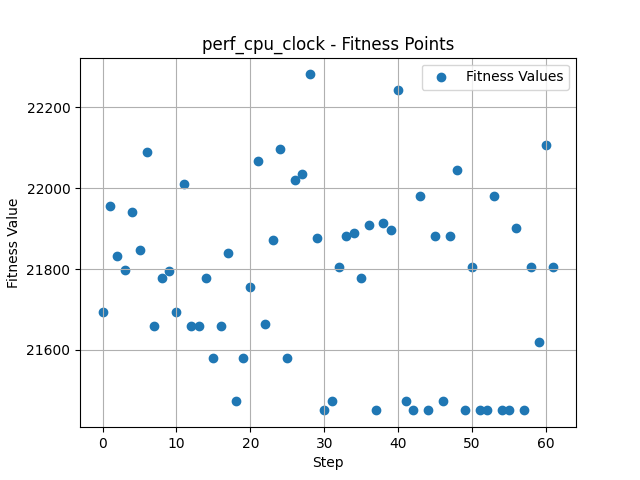 perf_cpu_clock - Fitness Points
Fitness Values
22200
22000
21800
21600
Fitness Value
0 10 20 30 40 50 60
Step